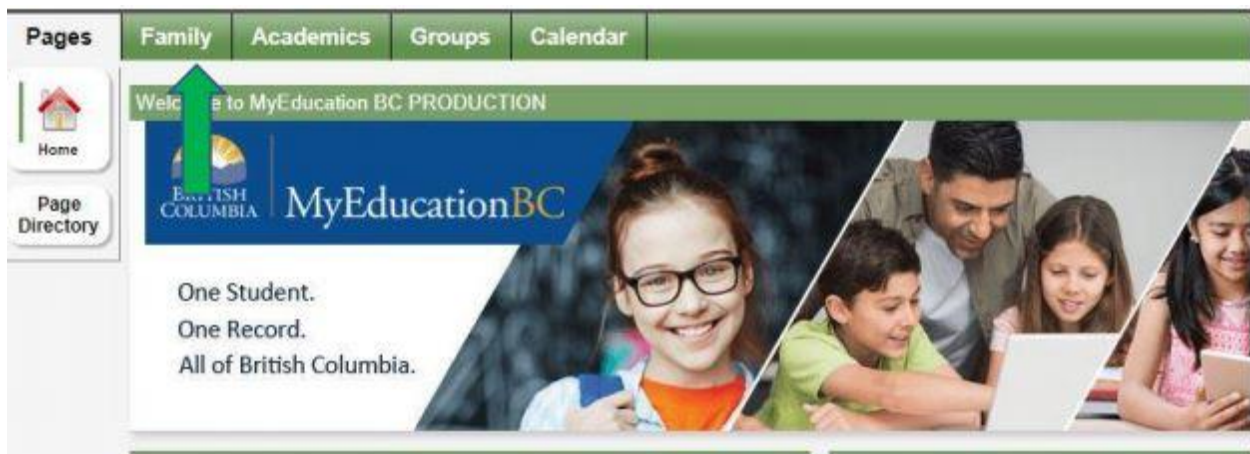 Pages
Family
Academics
Groups
Calendar
Home
Page
Directory
to MyEducation BC PRODUCTION
COLUMBIA
MyEducationBC
One Student.
One Record.
All of British Columbia.